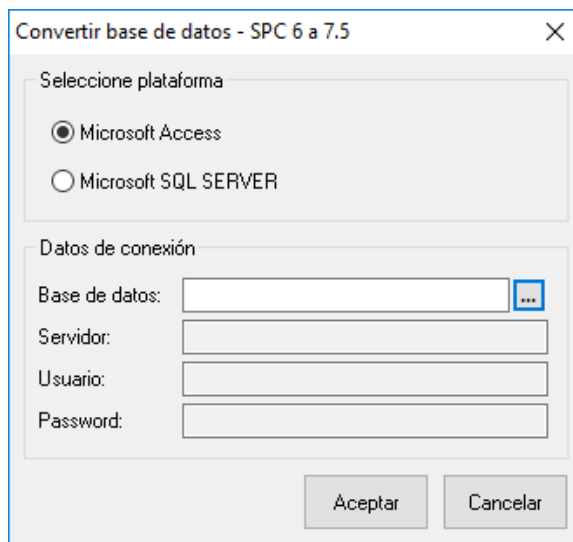 Convertir base de datos - SPC 6 a 7.5
Seleccione plataforma
Microsoft Access
Microsoft SQL SERVER
Datos de conexión
Base de datos:
...
Servidor:
Usuario:
Password:
Aceptar Cancelar